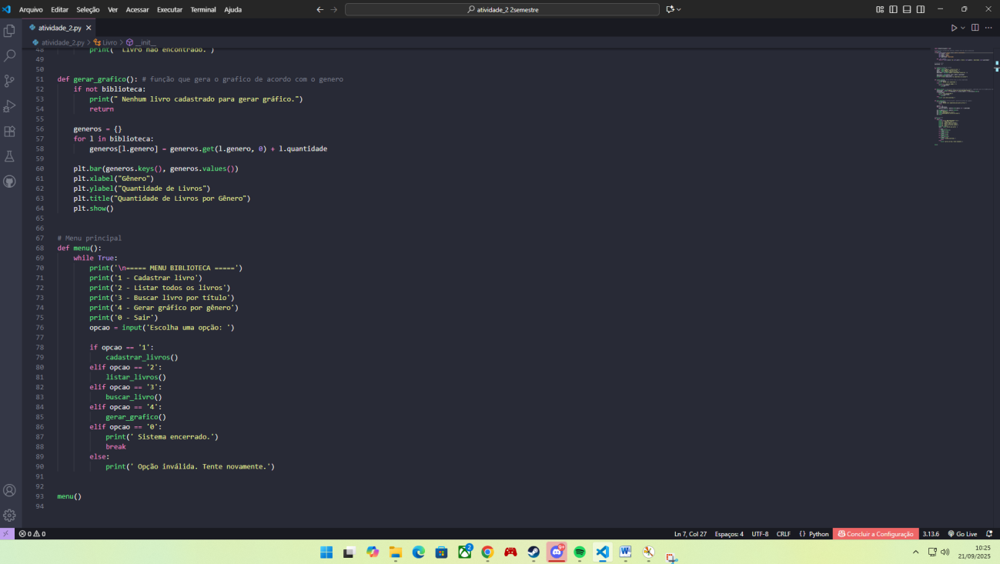 Arquivo Editar Seleção Ver Acessar Executar Terminal Ajuda
atividade_2 2semestre
atividade_2.py
atividade_2.py > Livro > __init__
48 print(" Livro não encontrado.")
49
50
51 def gerar_grafico(): # função que gera o grafico de acordo com o genero
52 if not biblioteca:
53 print(" Nenhum livro cadastrado para gerar gráfico.")
54 return
55
56 generos = {}
57 for l in biblioteca:
58 generos[l.genero] = generos.get(l.genero, 0) + l.quantidade
59
60 plt.bar(generos.keys(), generos.values())
61 plt.xlabel("Gênero")
62 plt.ylabel("Quantidade de Livros")
63 plt.title("Quantidade de Livros por Gênero")
64 plt.show()
65
66
67 # Menu principal
68 def menu():
69 while True:
70 print('\n===== MENU BIBLIOTECA =====')
71 print('1 - Cadastrar livro')
72 print('2 - Listar todos os livros')
73 print('3 - Buscar livro por título')
74 print('4 - Gerar gráfico por gênero')
75 print('0 - Sair')
76 opcao = input('Escolha uma opção: ')
77
78 if opcao == '1':
79 cadastrar_livros()
80 elif opcao == '2':
81 listar_livros()
82 elif opcao == '3':
83 buscar_livro()
84 elif opcao == '4':
85 gerar_grafico()
86 elif opcao == '0':
87 print(' Sistema encerrado.')
88 break
89 else:
90 print(' Opção inválida. Tente novamente.')
91
92
93 menu()
94
0 0 Ln 7, Col 27 Espaços: 4 UTF-8 CRLF {} Python Concluir a Configuração 3.13.6 Go Live
2 9+ 10:25
21/09/2025